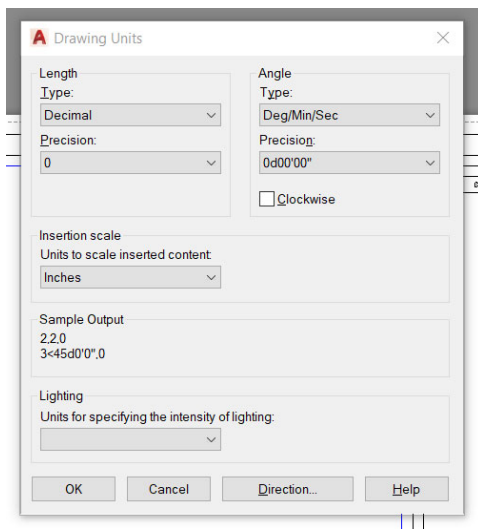 A Drawing Units
Length
Type:
Decimal
Precision:
0
Angle
Type:
Deg/Min/Sec
Precision:
0d00'00"
Clockwise
Insertion scale
Units to scale inserted content:
Inches
Sample Output
2,2,0
3<45d0'0",0
Lighting
Units for specifying the intensity of lighting:
OK Cancel Direction... Help